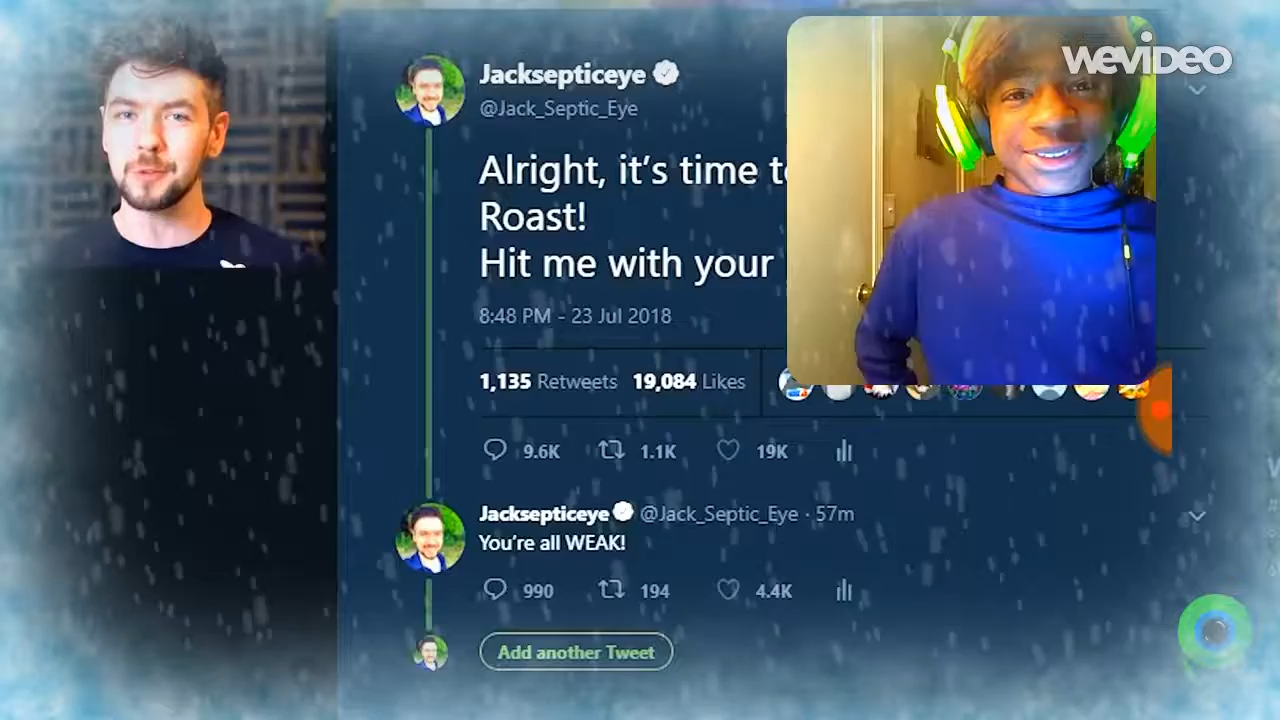 wevideo
Jacksepticeye
@Jack_Septic_Eye
Alright, it's time
Roast!
Hit me with your
8:48 PM - 23 Jul 2018
1,135 Retweets 19,084 Likes
9.6K 1.1K 19K
Jacksepticeye @Jack_Septic_Eye · 57m
You're all WEAK!
990 194 4.4K
Add another Tweet